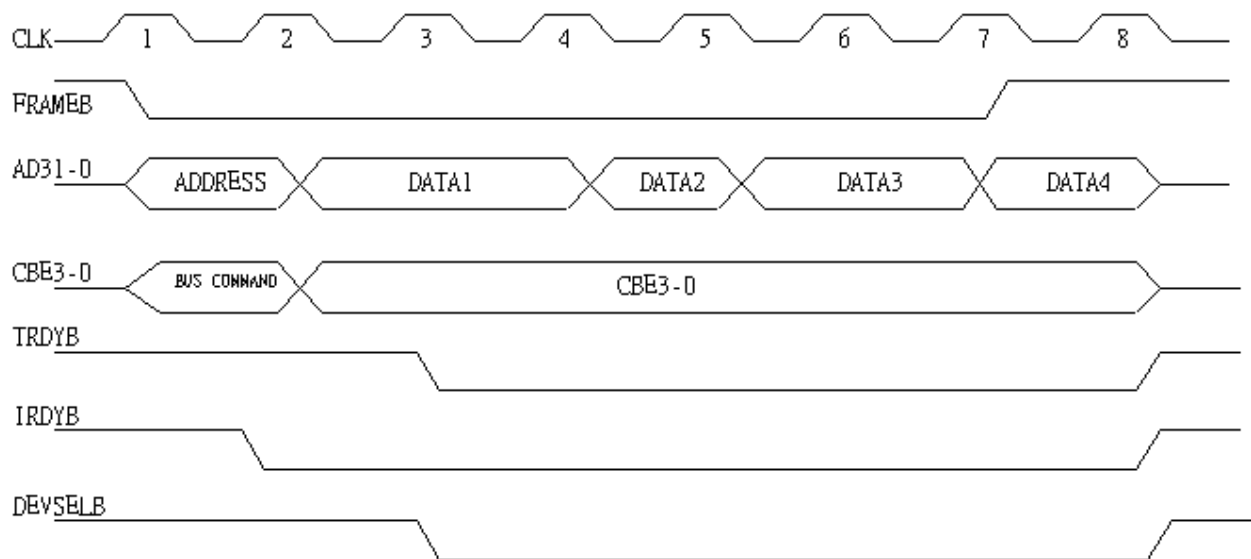 CLK 1 2 3 4 5 6 7 8
FRAMEB
AD31-0 ADDRESS DATA1 DATA2 DATA3 DATA4
CBE3-0 BUS COMMAND CBE3-0
TRDYB
IRDYB
DEVSELB